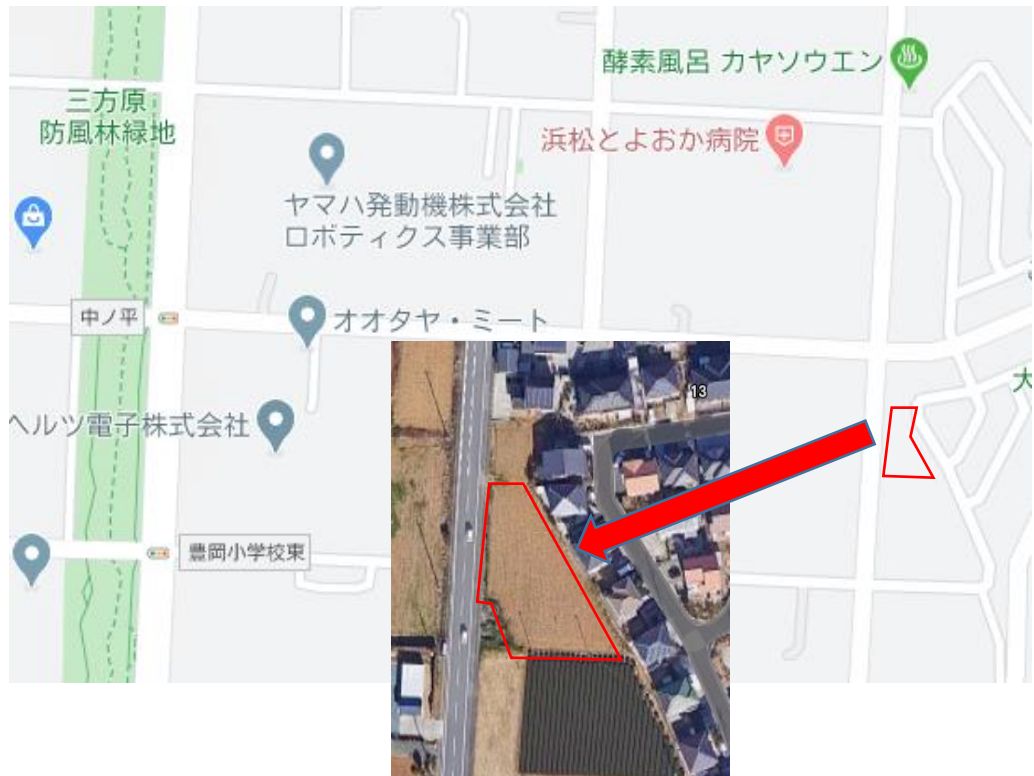 酵素風呂 カヤソウエン
三方原
防風林緑地
浜松とよおか病院
ヤマハ発動機株式会社
ロボティクス事業部
中ノ平
オオタヤ・ミート
13
大
ヘルツ電子株式会社
豊岡小学校東